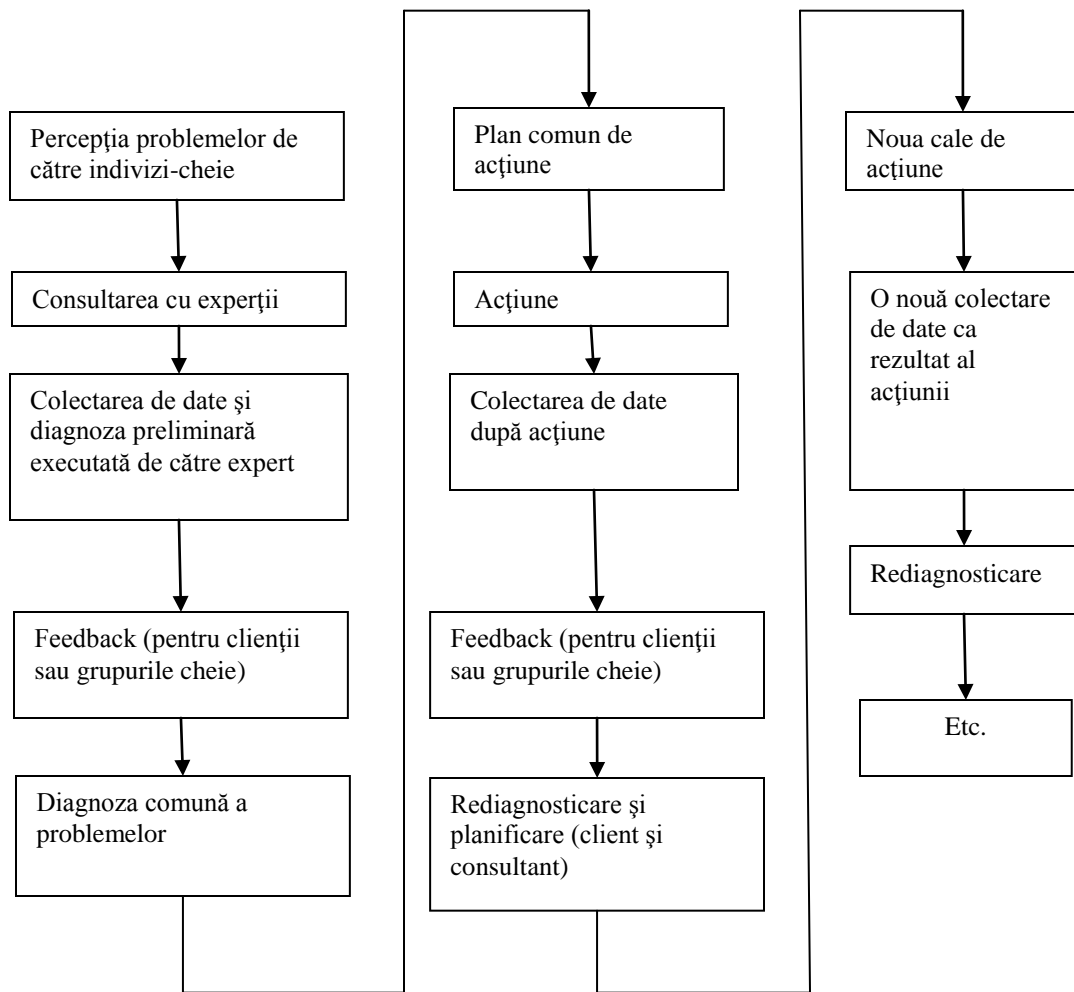 Percepţia problemelor de
către indivizi-cheie
Consultarea cu experţii
Colectarea de date şi
diagnoza preliminară
executată de către expert
Feedback (pentru clienţii
sau grupurile cheie)
Diagnoza comună a
problemelor
Plan comun de
acţiune
Acţiune
Colectarea de date
după acţiune
Feedback (pentru clienţii
sau grupurile cheie)
Rediagnosticare şi
planificare (client şi
consultant)
Noua cale de
acţiune
O nouă colectare
de date ca
rezultat al
acţiunii
Rediagnosticare
Etc.